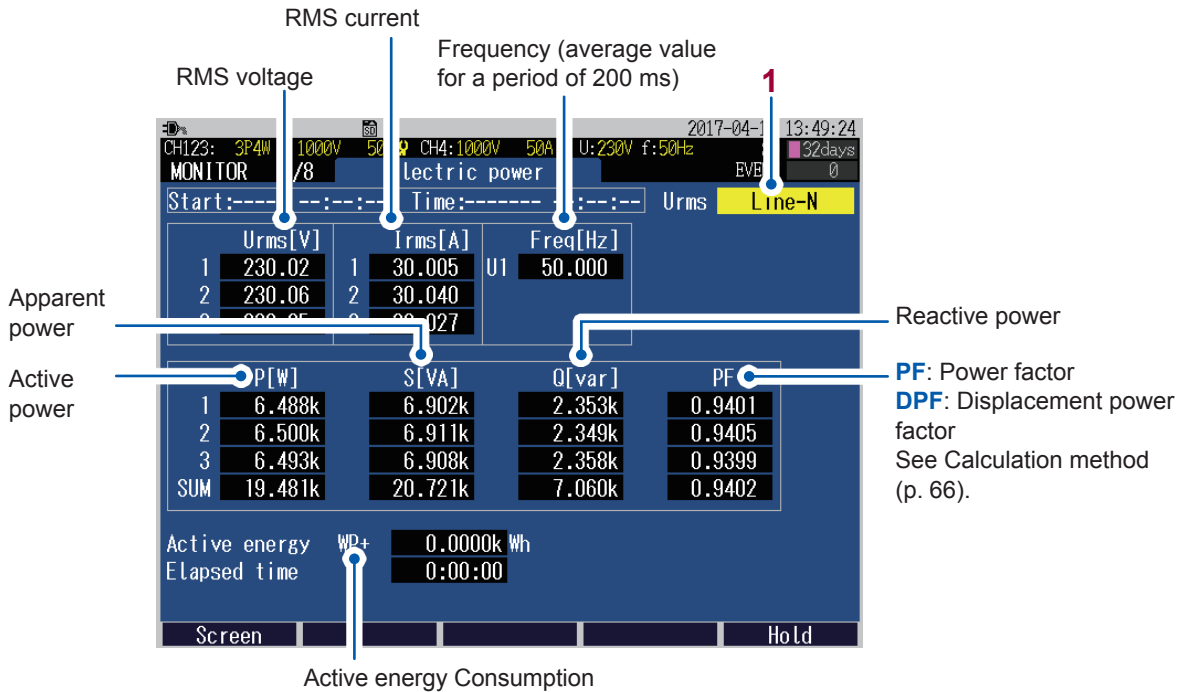 RMS current
Frequency (average value
for a period of 200 ms)
RMS voltage
1
SD
2017-04-1 13:49:24
CH123: 3P4W 1000V 50 CH4:1000V 50A U:230V f:50Hz 32days
MONITOR /8 lectric power EVE 0
Start:----- --:--:-- Time:------- --:--:-- Urms Line-N
Urms[V] Irms[A] Freq[Hz]
1 230.02 1 30.005 U1 50.000
2 230.06 2 30.040
027
Apparent
power
Reactive power
Active
power
P[W] S[VA] Q[var] PF
1 6.488k 6.902k 2.353k 0.9401
2 6.500k 6.911k 2.349k 0.9405
3 6.493k 6.908k 2.358k 0.9399
SUM 19.481k 20.721k 7.060k 0.9402
PF: Power factor
DPF: Displacement power
factor
See Calculation method
(p. 66).
Active energy WP+ 0.0000k Wh
Elapsed time 0:00:00
Screen Hold
Active energy Consumption